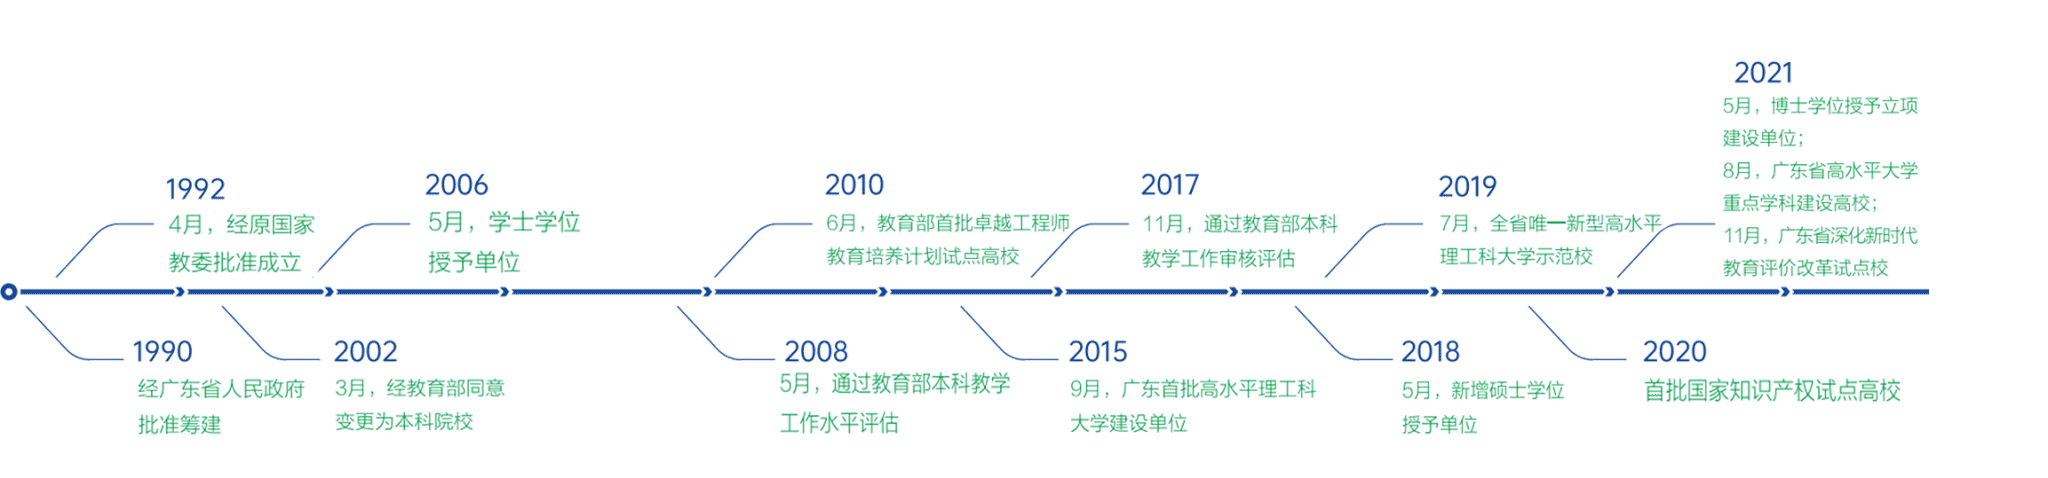 1990
经广东省人民政府
批准筹建
1992
4月，经原国家
教委批准成立
2002
3月，经教育部同意
变更为本科院校
2006
5月，学士学位
授予单位
2008
5月，通过教育部本科教学
工作水平评估
2010
6月，教育部首批卓越工程师
教育培养计划试点高校
2015
9月，广东首批高水平理工科
大学建设单位
2017
11月，通过教育部本科
教学工作审核评估
2018
5月，新增硕士学位
授予单位
2019
7月，全省唯一新型高水平
理工科大学示范校
2020
首批国家知识产权试点高校
2021
5月，博士学位授予立项
建设单位；
8月，广东省高水平大学
重点学科建设高校；
11月，广东省深化新时代
教育评价改革试点校